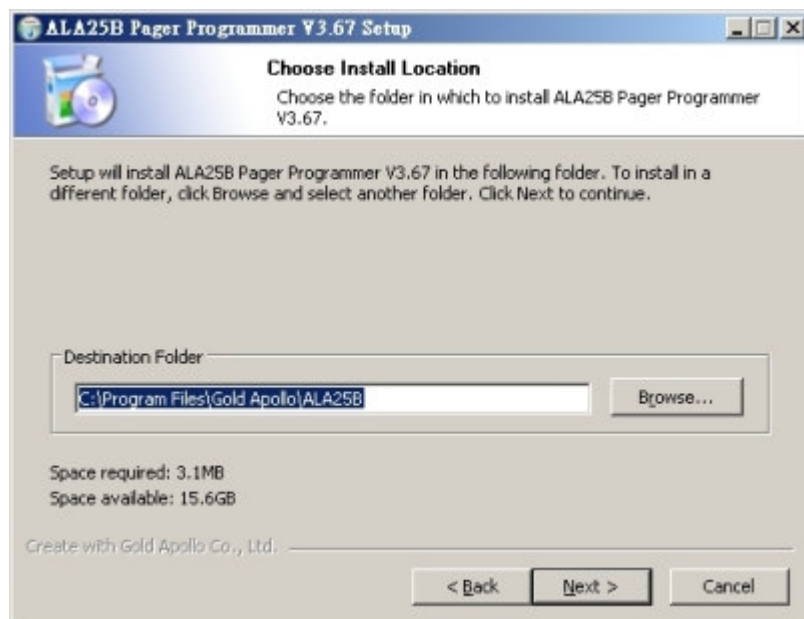 ALA25B Pager Programmer V3.67 Setup
Choose Install Location
Choose the folder in which to install ALA25B Pager Programmer
V3.67.
Setup will install ALA25B Pager Programmer V3.67 in the following folder. To install in a
different folder, click Browse and select another folder. Click Next to continue.
Destination Folder
C:\Program Files\Gold Apollo\ALA25B
Browse...
Space required: 3.1MB
Space available: 15.6GB
Create with Gold Apollo Co., Ltd.
< Back
Next >
Cancel